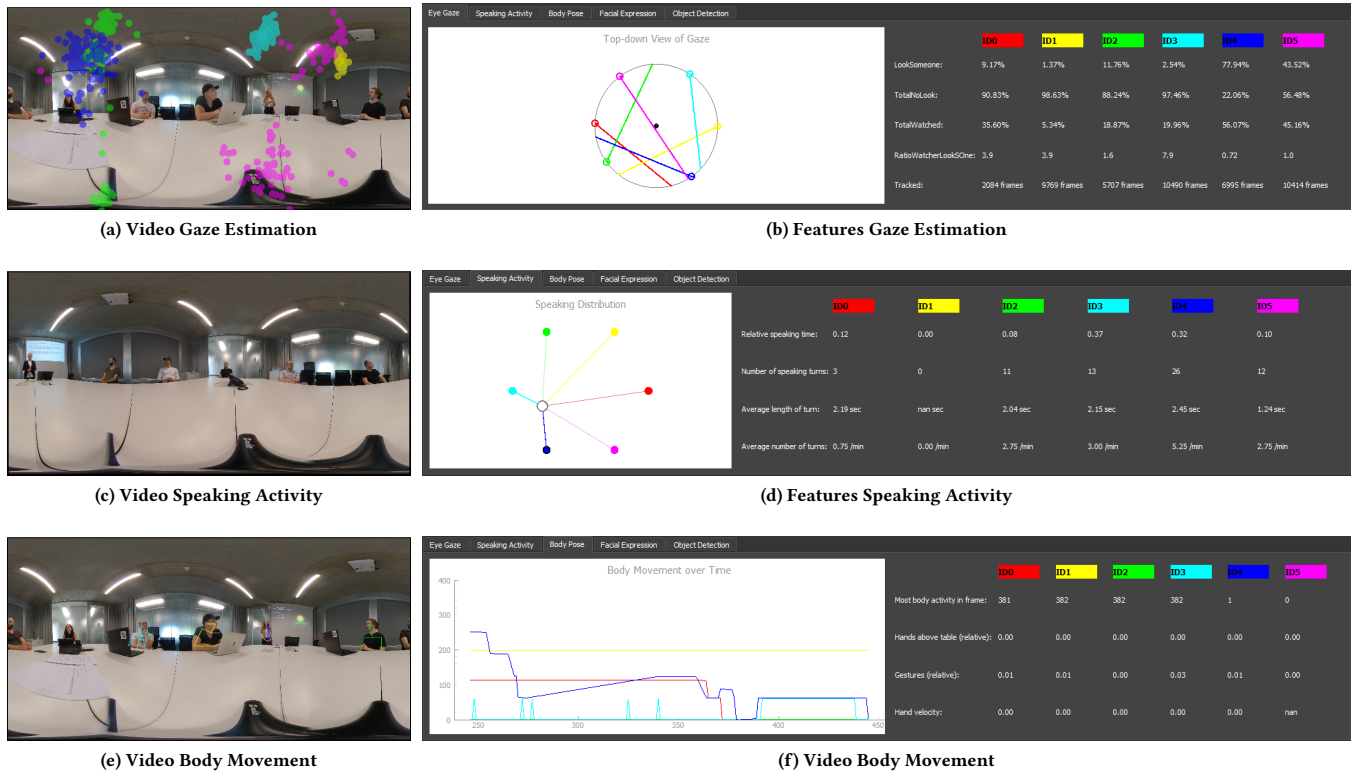 Eye Gaze Speaking Activity Body Pose Facial Expression Object Detection
Top-down View of Gaze
ID0 ID1 ID2 ID3 ID4 ID5
LookSomeone: 9.17% 1.37% 11.76% 2.54% 77.94% 43.52%
TotalNoLook: 90.83% 98.63% 88.24% 97.46% 22.06% 56.48%
TotalWatched: 35.60% 5.34% 18.87% 19.96% 56.07% 45.16%
RatioWatcherLookSOne: 3.9 3.9 1.6 7.9 0.72 1.0
Tracked: 2084 frames 9769 frames 5707 frames 10490 frames 6995 frames 10414 frames
(a) Video Gaze Estimation
(b) Features Gaze Estimation
Eye Gaze Speaking Activity Body Pose Facial Expression Object Detection
Speaking Distribution
ID0 ID1 ID2 ID3 ID4 ID5
Relative speaking time: 0.12 0.00 0.08 0.37 0.32 0.10
Number of speaking turns: 3 0 11 13 26 12
Average length of turn: 2.19 sec nan sec 2.04 sec 2.15 sec 2.45 sec 1.24 sec
Average number of turns: 0.75 /min 0.00 /min 2.75 /min 3.00 /min 5.25 /min 2.75 /min
(c) Video Speaking Activity
(d) Features Speaking Activity
Eye Gaze Speaking Activity Body Pose Facial Expression Object Detection
Body Movement over Time
400
300
200
100
0
250 300 350 400 450
ID0 ID1 ID2 ID3 ID4 ID5
Most body activity in frame: 381 382 382 382 1 0
Hands above table (relative): 0.00 0.00 0.00 0.00 0.00 0.00
Gestures (relative): 0.01 0.01 0.00 0.03 0.01 0.00
Hand velocity: 0.00 0.00 0.00 0.00 0.00 nan
(e) Video Body Movement
(f) Video Body Movement